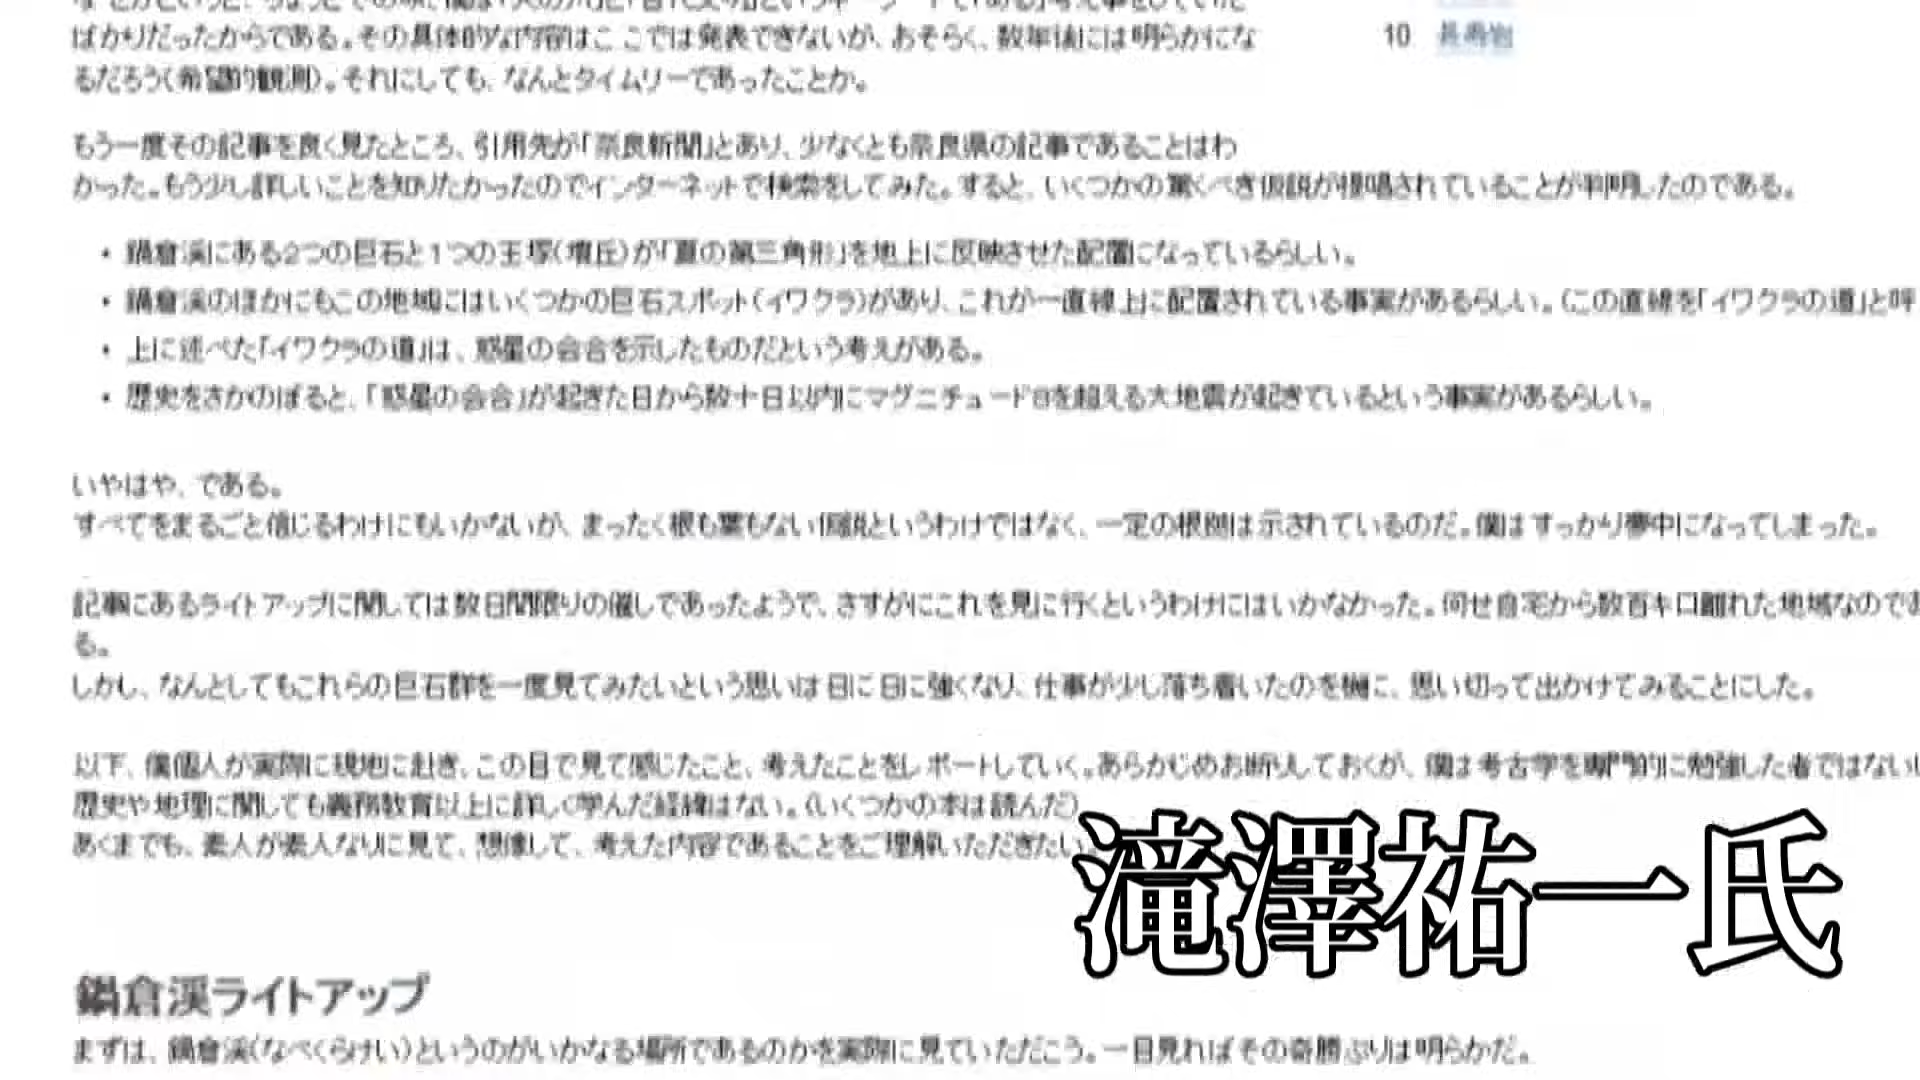 ばかりだったからである。その具体的な内容はここでは発表できないが、おそらく、数年後には明らかにな
10 長寿岩
るだろう(希望的観測)。それにしても、なんとタイムリーであったことか。
もう一度その記事を良く見たところ、引用先が「奈良新聞」とあり、少なくとも奈良県の記事であることはわ
かった。もう少し詳しいことを知りたかったのでインターネットで検索をしてみた。すると、いくつかの驚くべき仮説が提唱されていることが判明したのである。
・鍋倉渓にある2つの巨石と1つの王塚(墳丘)が「夏の第三角形」を地上に反映させた配置になっているらしい。
・鍋倉渓のほかにもこの地域にはいくつかの巨石スポット(イワクラ)があり、これが一直線上に配置されている事実があるらしい。(この直線を「イワクラの道」と呼
・上に述べた「イワクラの道」は、惑星の会合を示したものだという考えがある。
・歴史をさかのぼると、「惑星の会合」が起きた日から数十日以内にマグニチュード8を超える大地震が起きているという事実があるらしい。
いやはや、である。
すべてをまるごと信じるわけにもいかないが、まったく根も葉もない仮説というわけではなく、一定の根拠は示されているのだ。僕はすっかり夢中になってしまった。
記事にあるライトアップに関しては数日間限りの催しであったようで、さすがにこれを見に行くというわけにはいかなかった。何せ自宅から数百キロ離れた地域なのであ
る。
しかし、なんとしてもこれらの巨石群を一度見てみたいという思いは日に日に強くなり、仕事が少し落ち着いたのを機に、思い切って出かけてみることにした。
以下、僕個人が実際に現地に赴き、この目で見て感じたこと、考えたことをレポートしていく。あらかじめお断りしておくが、僕は考古学を専門的に勉強した者ではないし
歴史や地理に関しても義務教育以上に詳しく学んだ経緯はない。(いくつかの本は読んだ)
あくまでも、素人が素人なりに見て、想像して、考えた内容であることをご理解いただきたい。
滝澤祐一氏
鍋倉渓ライトアップ
まずは、鍋倉渓(なべくらけい)というのがいかなる場所であるのかを実際に見ていただこう。一目見ればその奇勝ぶりは明らかだ。